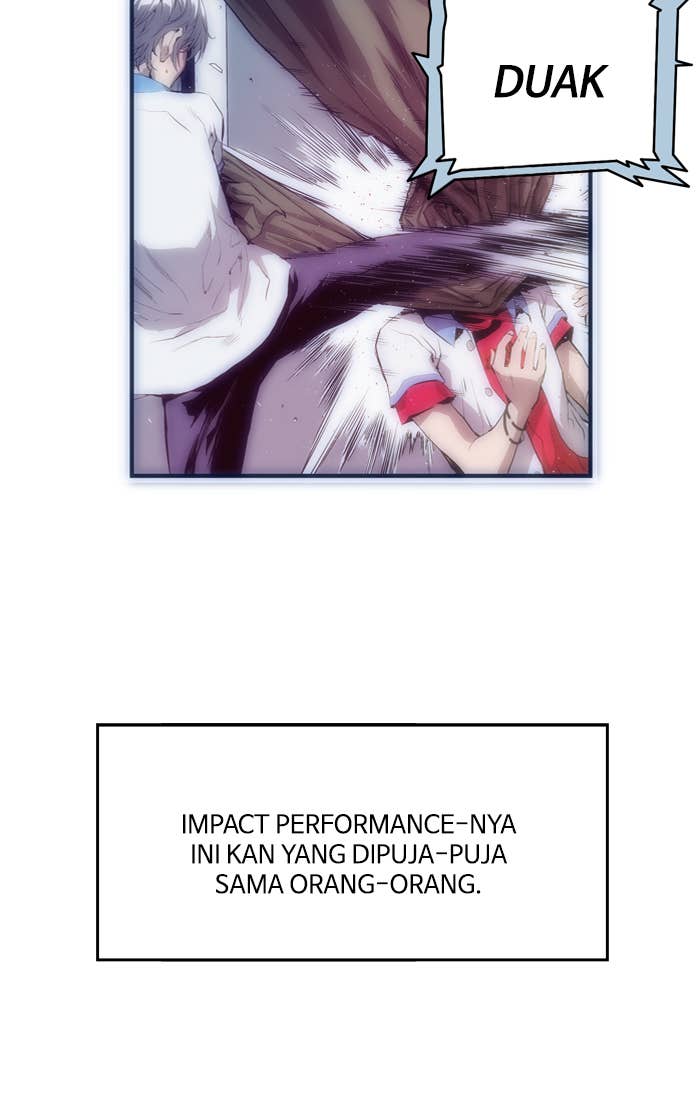 DUAK
IMPACT PERFORMANCE-NYA
INI KAN YANG DIPUJA-PUJA
SAMA ORANG-ORANG.